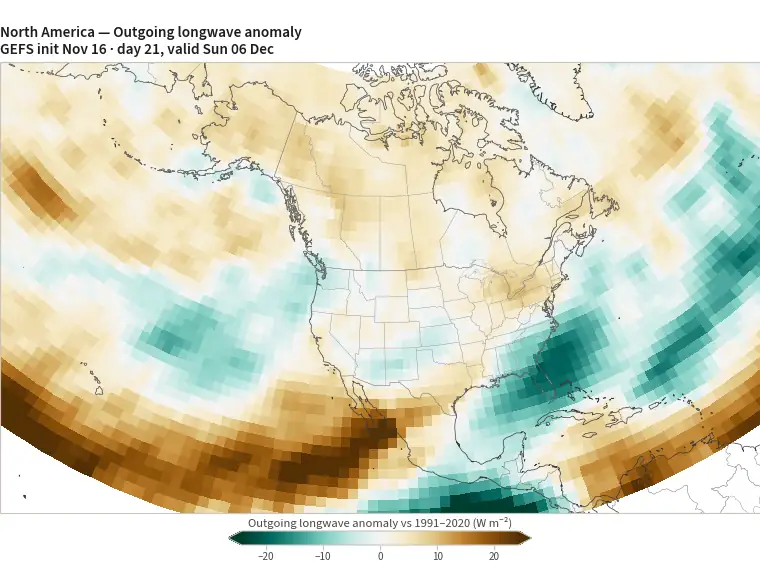 North America — Outgoing longwave anomaly
GEFS init Nov 16 · day 21, valid Sun 06 Dec
Outgoing longwave anomaly vs 1991–2020 (W m⁻²)
−20 −10 0 10 20